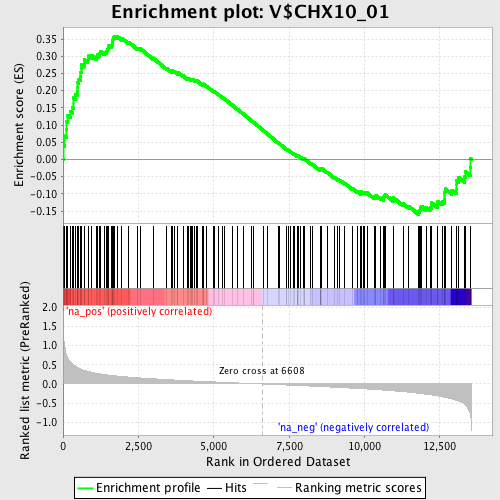 Enrichment plot: V$CHX10_01
Enrichment score (ES)
0.35
0.30
0.25
0.20
0.15
0.10
0.05
0.00
-0.05
-0.10
-0.15
Ranked list metric (PreRanked)
2.0
1.5
1.0
0.5
0.0
-0.5
-1.0
'na_pos' (positively correlated)
Zero cross at 6608
'na_neg' (negatively correlated)
0
2,500
5,000
7,500
10,000
12,500
Rank in Ordered Dataset
Enrichment profile
Hits
Ranking metric scores